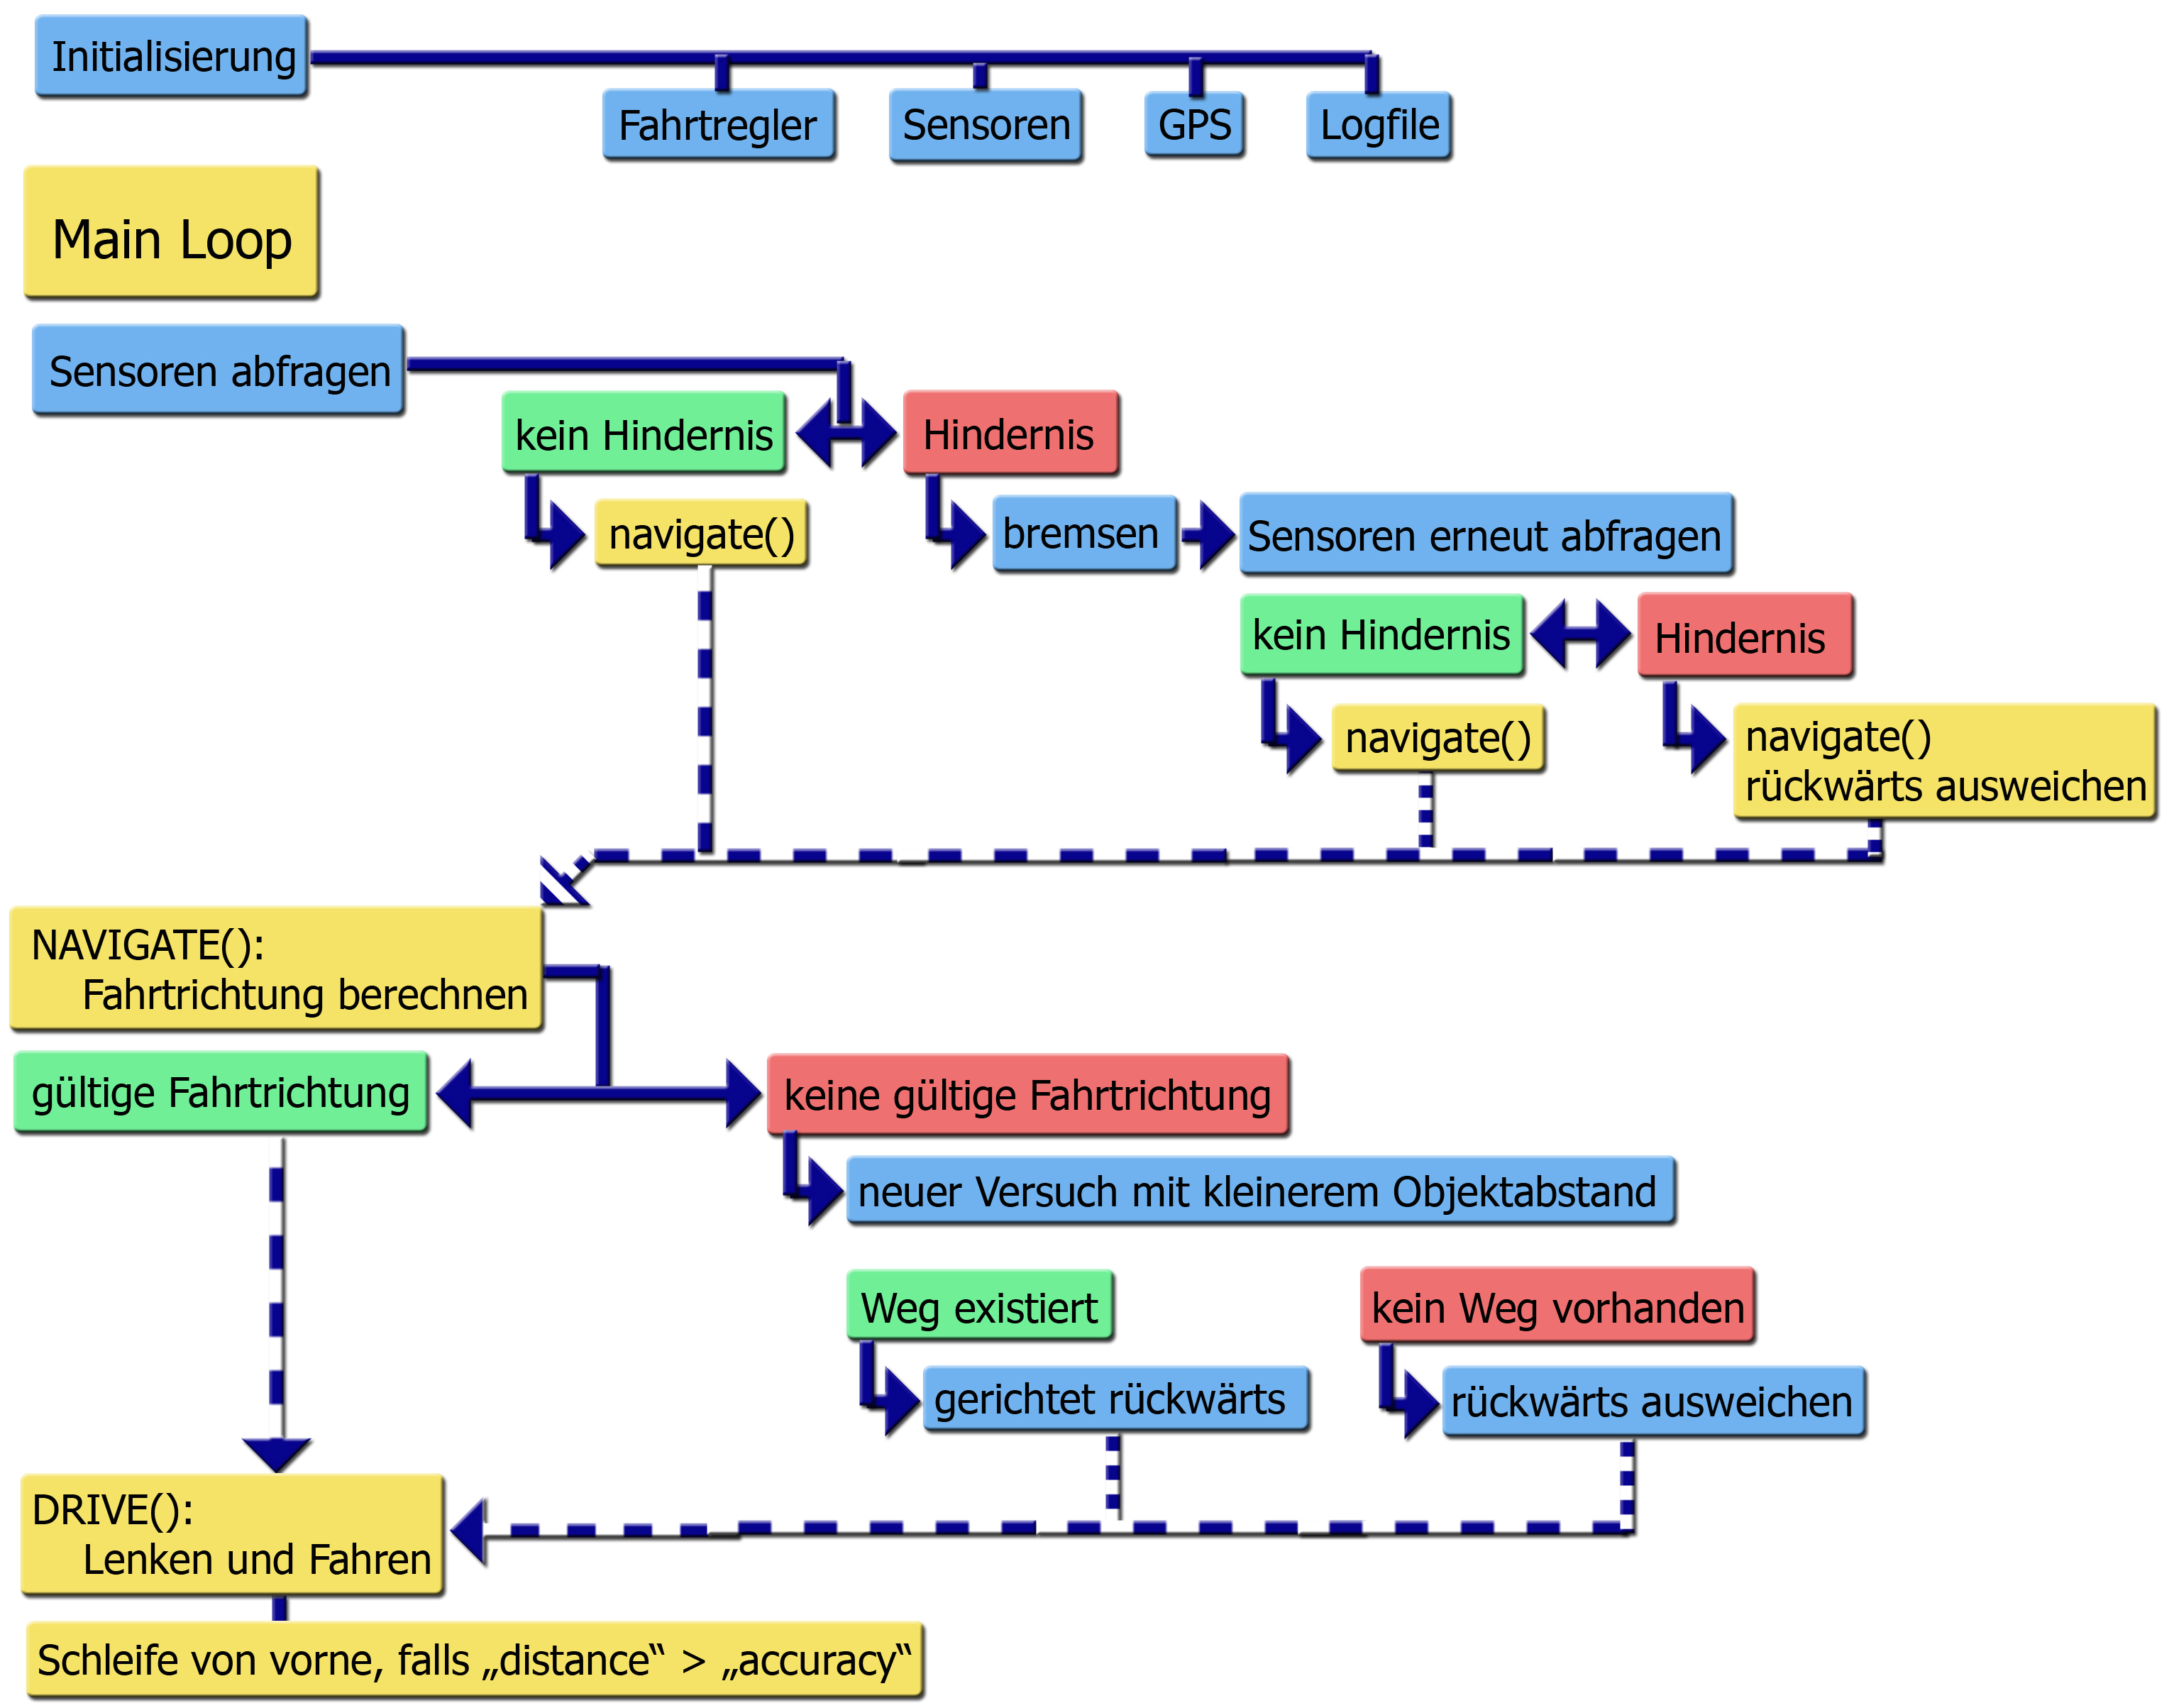 Initialisierung
Fahrtregler
Sensoren
GPS
Logfile
Main Loop
Sensoren abfragen
kein Hindernis
Hindernis
navigate()
bremsen
Sensoren erneut abfragen
kein Hindernis
Hindernis
navigate()
navigate()
rückwärts ausweichen
NAVIGATE():
Fahrtrichtung berechnen
gültige Fahrtrichtung
keine gültige Fahrtrichtung
neuer Versuch mit kleinerem Objektabstand
Weg existiert
kein Weg vorhanden
gerichtet rückwärts
rückwärts ausweichen
DRIVE():
Lenken und Fahren
Schleife von vorne, falls „distance“ > „accuracy“